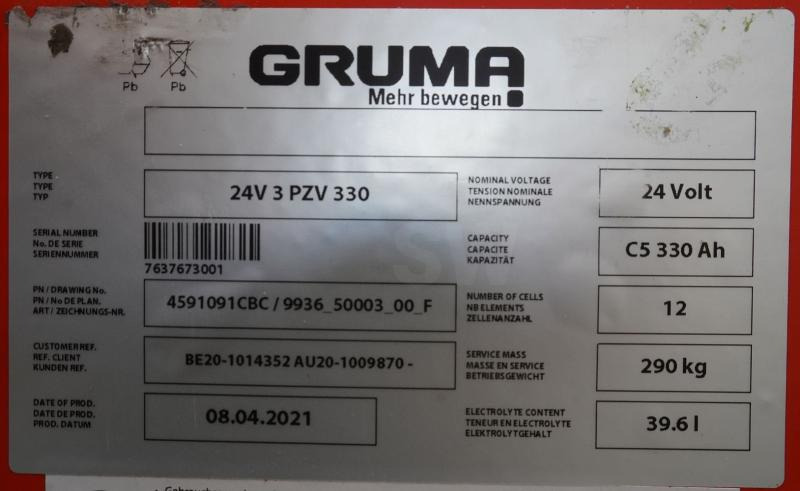 Pb Pb
GRUMA
Mehr bewegen
TYPE
TYPE
TYP
24V 3 PZV 330
NOMINAL VOLTAGE
TENSION NOMINALE
NENNSPANNUNG
24 Volt
SERIAL NUMBER
No. DE SERIE
SERIENNUMMER
7637673001
CAPACITY
CAPACITE
KAPAZITÄT
C5 330 Ah
PN / DRAWING No.
PN / No DE PLAN.
ART / ZEICHNUNGS-NR.
4591091CBC / 9936_50003_00_F
NUMBER OF CELLS
NB ELEMENTS
ZELLENANZAHL
12
CUSTOMER REF.
REF. CLIENT
KUNDEN REF.
BE20-1014352 AU20-1009870 -
SERVICE MASS
MASSE EN SERVICE
BETRIEBSGEWICHT
290 kg
DATE OF PROD.
DATE DE PROD.
PROD. DATUM
08.04.2021
ELECTROLYTE CONTENT
TENEUR EN ELECTROLYTE
ELEKTROLYTGEHALT
39.6 l